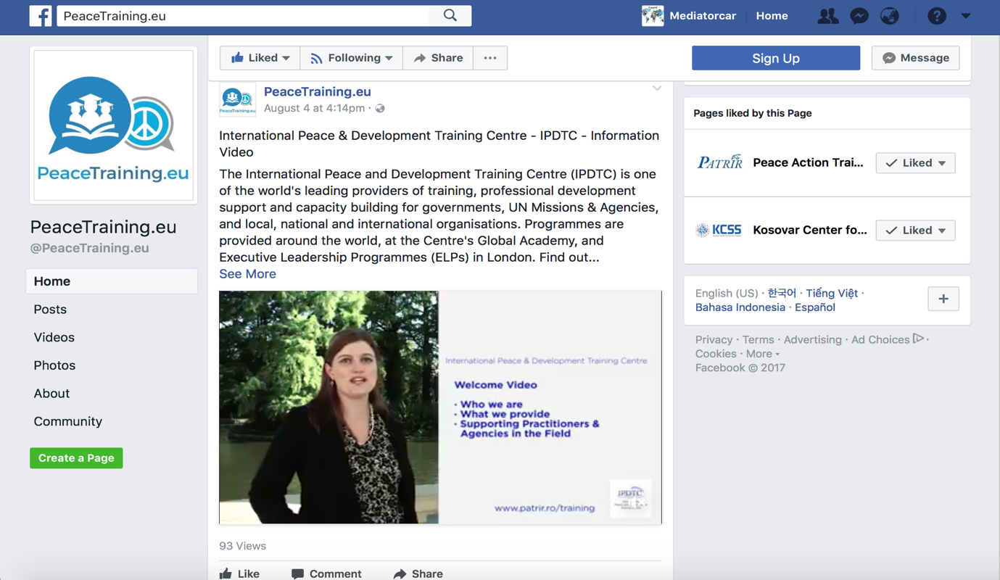 PeaceTraining.eu
Mediatorcar
Home
PeaceTraining.eu
PeaceTraining.eu
@PeaceTraining.eu
Home
Posts
Videos
Photos
About
Community
Create a Page
Liked
Following
Share
Sign Up
Message
PeaceTraining.eu
PeaceTraining.eu
August 4 at 4:14pm ·
International Peace & Development Training Centre - IPDTC - Information
Video
The International Peace and Development Training Centre (IPDTC) is one
of the world's leading providers of training, professional development
support and capacity building for governments, UN Missions & Agencies,
and local, national and international organisations. Programmes are
provided around the world, at the Centre's Global Academy, and
Executive Leadership Programmes (ELPs) in London. Find out...
See More
International Peace & Development Training Centre
Welcome Video
· Who we are
· What we provide
· Supporting Practitioners &
Agencies in the Field
www.patrir.ro/training
IPDTC
93 Views
Like
Comment
Share
Pages liked by this Page
PATRIR
Peace Action Trai...
Liked
KCSS
Kosovar Center fo...
Liked
English (US) · 한국어 · Tiếng Việt ·
Bahasa Indonesia · Español
Privacy · Terms · Advertising · Ad Choices ·
Cookies · More
Facebook © 2017